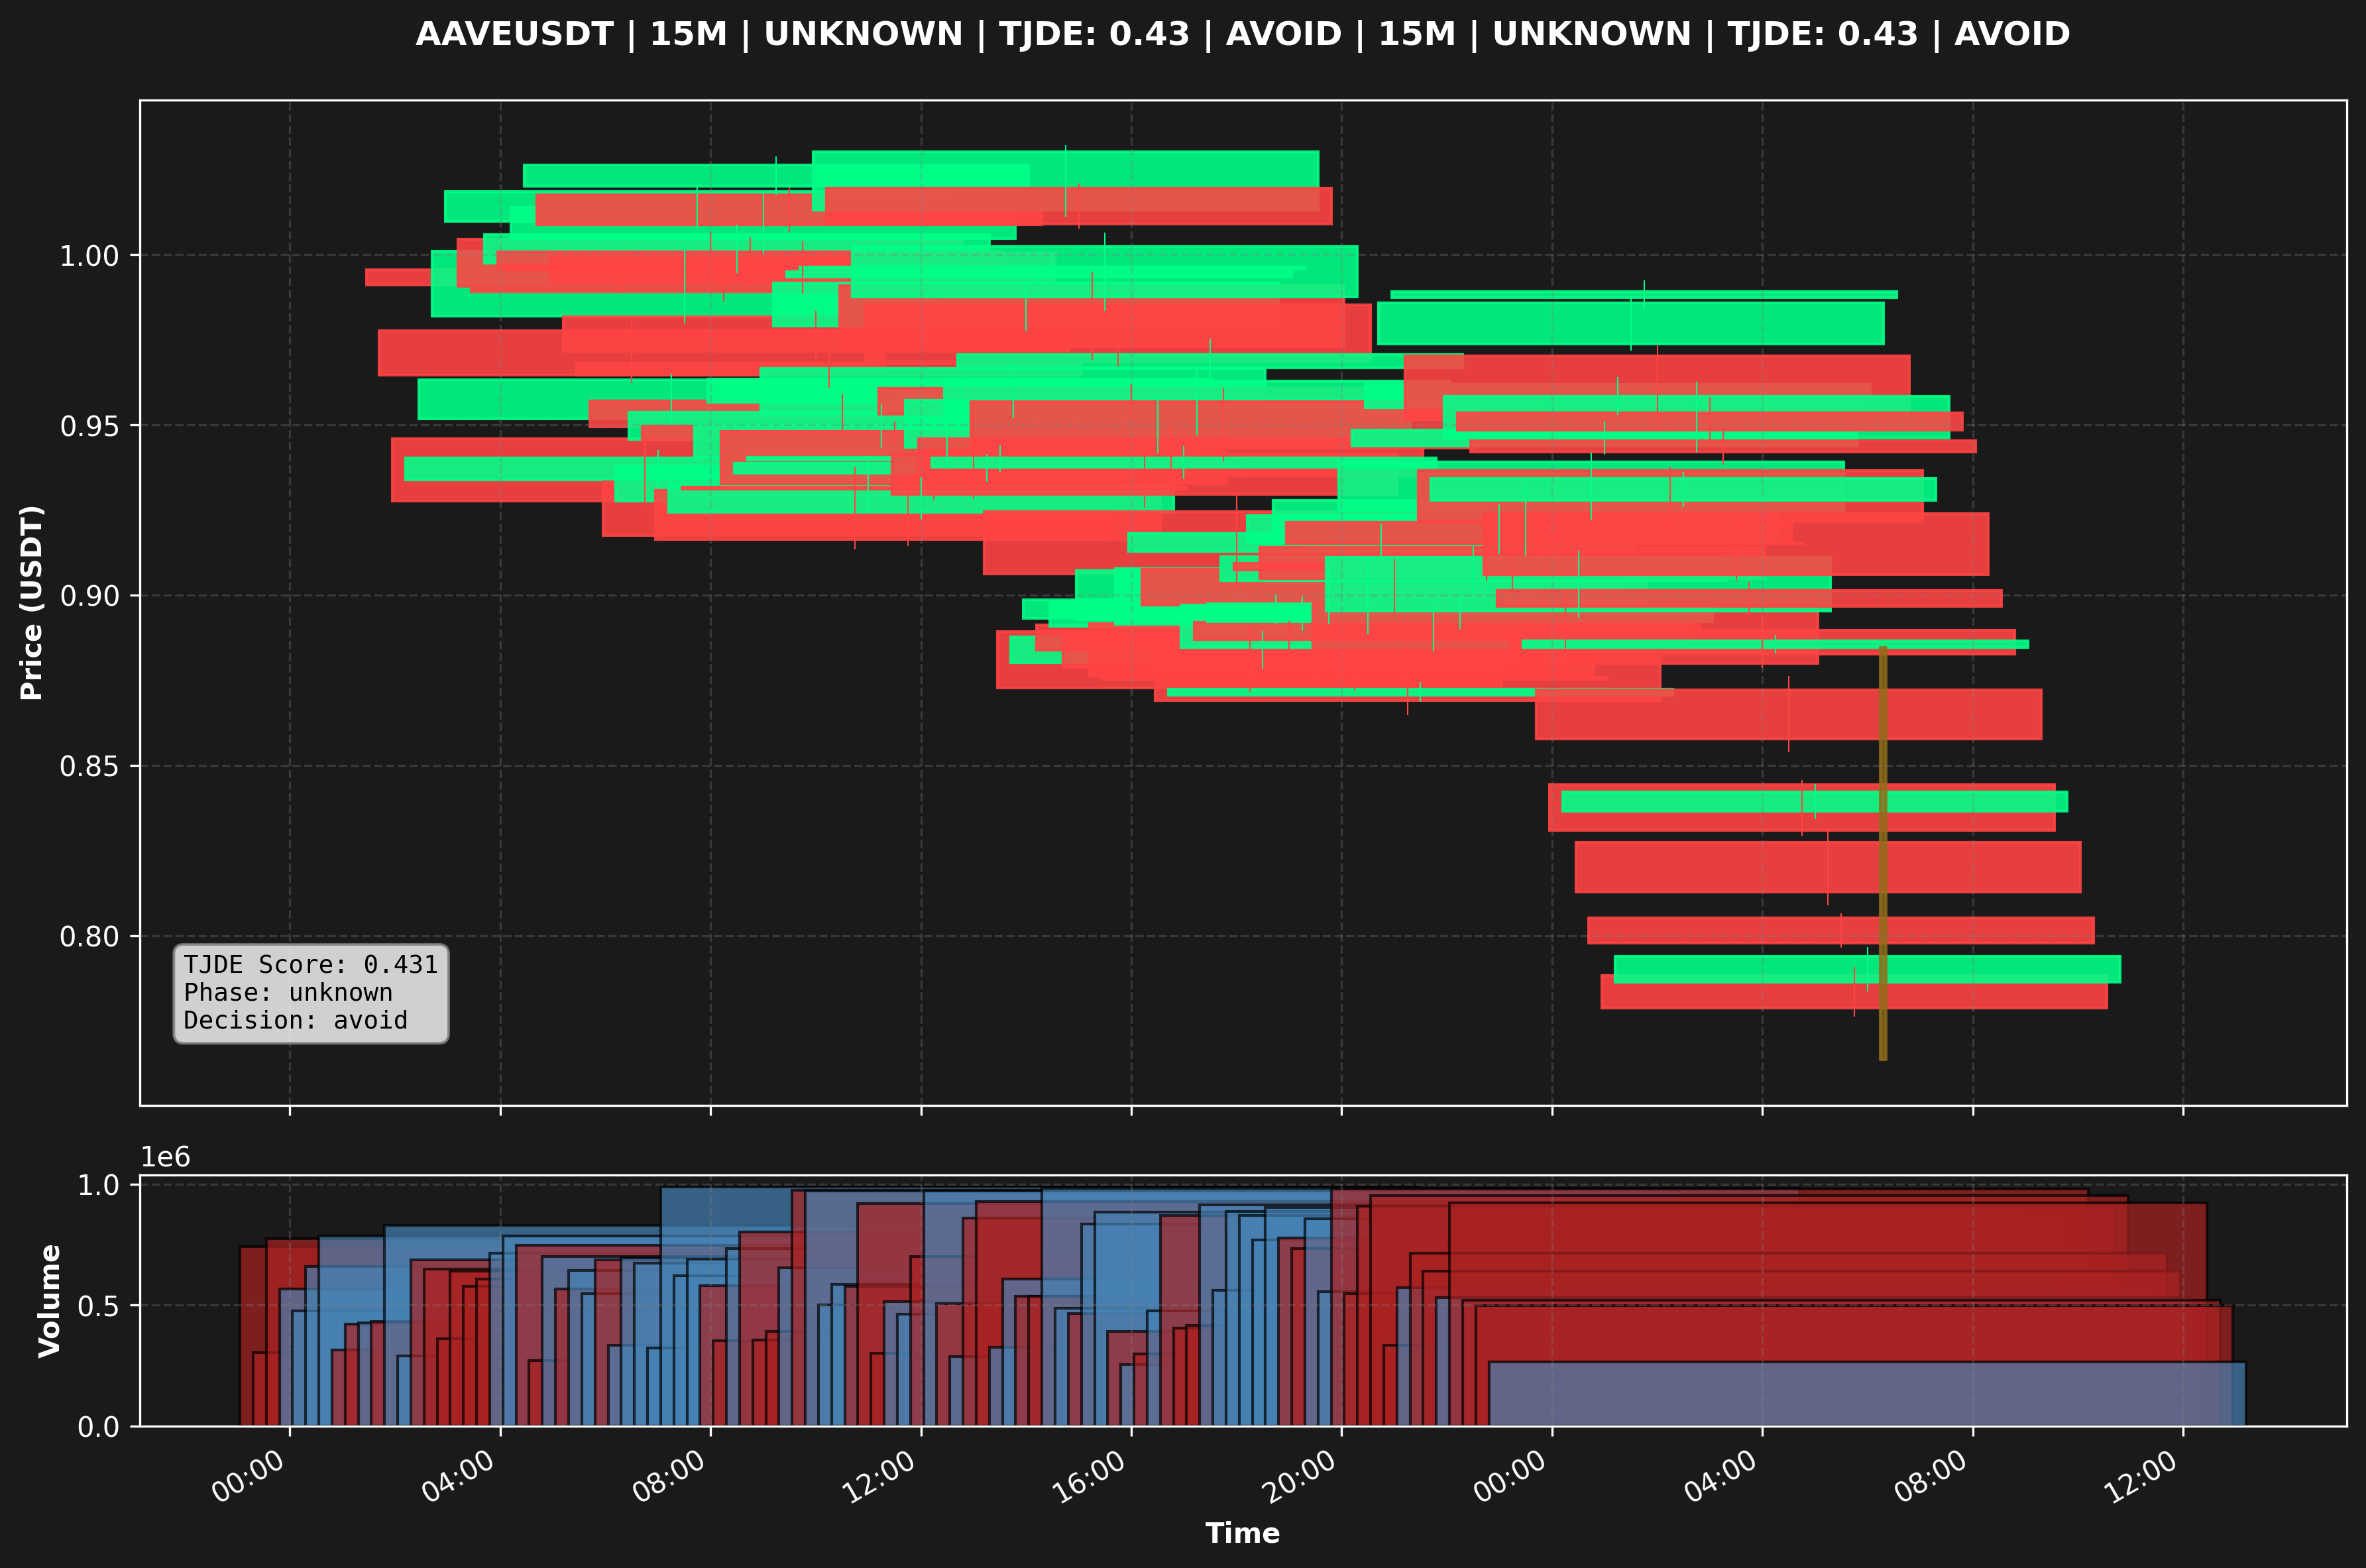 AAVEUSDT | 15M | UNKNOWN | TJDE: 0.43 | AVOID | 15M | UNKNOWN | TJDE: 0.43 | AVOID
Price (USDT)
1.00
0.95
0.90
0.85
0.80
TJDE Score: 0.431
Phase: unknown
Decision: avoid
1e6
Volume
1.0
0.5
0.0
00:00 04:00 08:00 12:00 16:00 20:00 00:00 04:00 08:00 12:00
Time